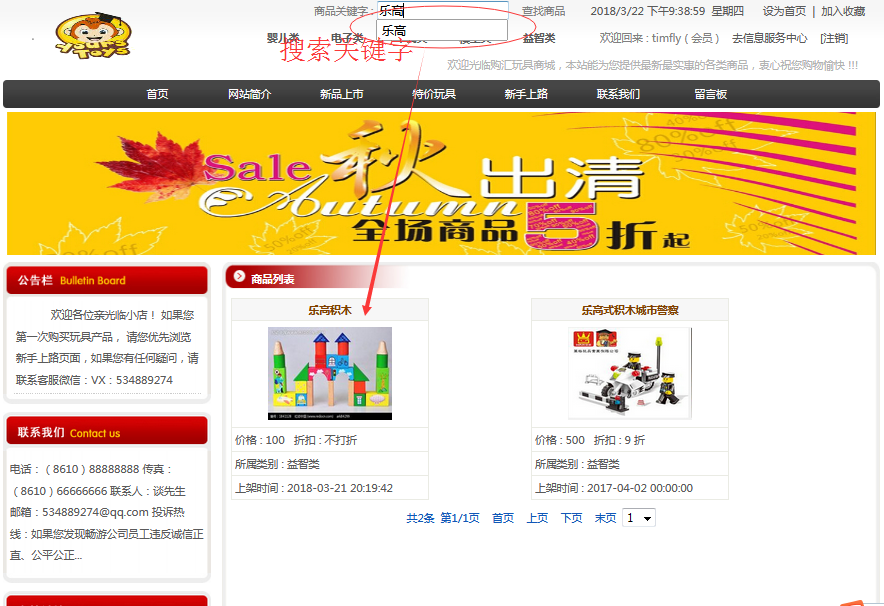 商品关键字： 乐高 查找商品 2018/3/22 下午9:38:59 星期四 设为首页 | 加入收藏
乐高
婴儿类 电子类 益智类 欢迎回来 : timfly ( 会员 ) 去信息服务中心 [注销]
搜索关键字
欢迎光临购汇玩具商城，本站能为您提供最新最实惠的各类商品，衷心祝您购物愉快 !!!
首页 网站简介 新品上市 特价玩具 新手上路 联系我们 留言板
Sale 秋 出清
Autumn
全场商品5折起
公告栏 Bulletin Board
欢迎各位亲光临小店！ 如果您
第一次购买玩具产品， 请您先浏览
新手上路页面，如果您有任何疑问，请
联系客服微信：VX：534889274
联系我们 Contact us
电话：（8610）88888888 传真：
（8610）66666666 联系人：谈先生
邮箱：534889274@qq.com 投诉热
线：如果您发现畅游公司员工违反诚信正
直、公平公正...
商品列表
乐高积木
价格 : 100 折扣 : 不打折
所属类别 : 益智类
上架时间 : 2018-03-21 20:19:42
乐高式积木城市警察
价格 : 500 折扣 : 9 折
所属类别 : 益智类
上架时间 : 2017-04-02 00:00:00
共2条 第1/1页 首页 上页 下页 末页 1